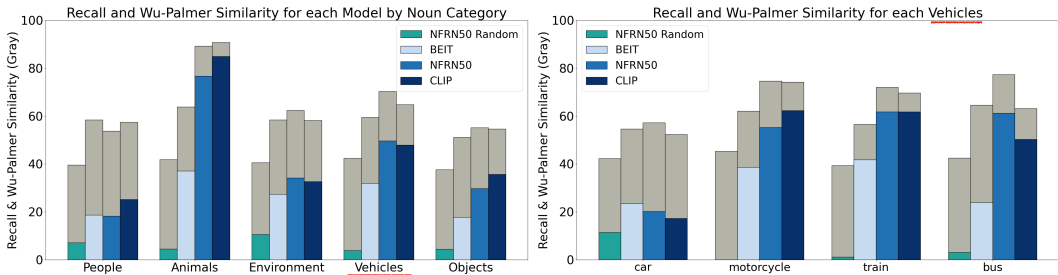 Recall and Wu-Palmer Similarity for each Model by Noun Category
Recall & Wu-Palmer Similarity (Gray)
100
80
60
40
20
0
NFRN50 Random
BEIT
NFRN50
CLIP
People Animals Environment Vehicles Objects
Recall and Wu-Palmer Similarity for each Vehicles
Recall & Wu-Palmer Similarity (Gray)
100
80
60
40
20
0
NFRN50 Random
BEIT
NFRN50
CLIP
car motorcycle train bus